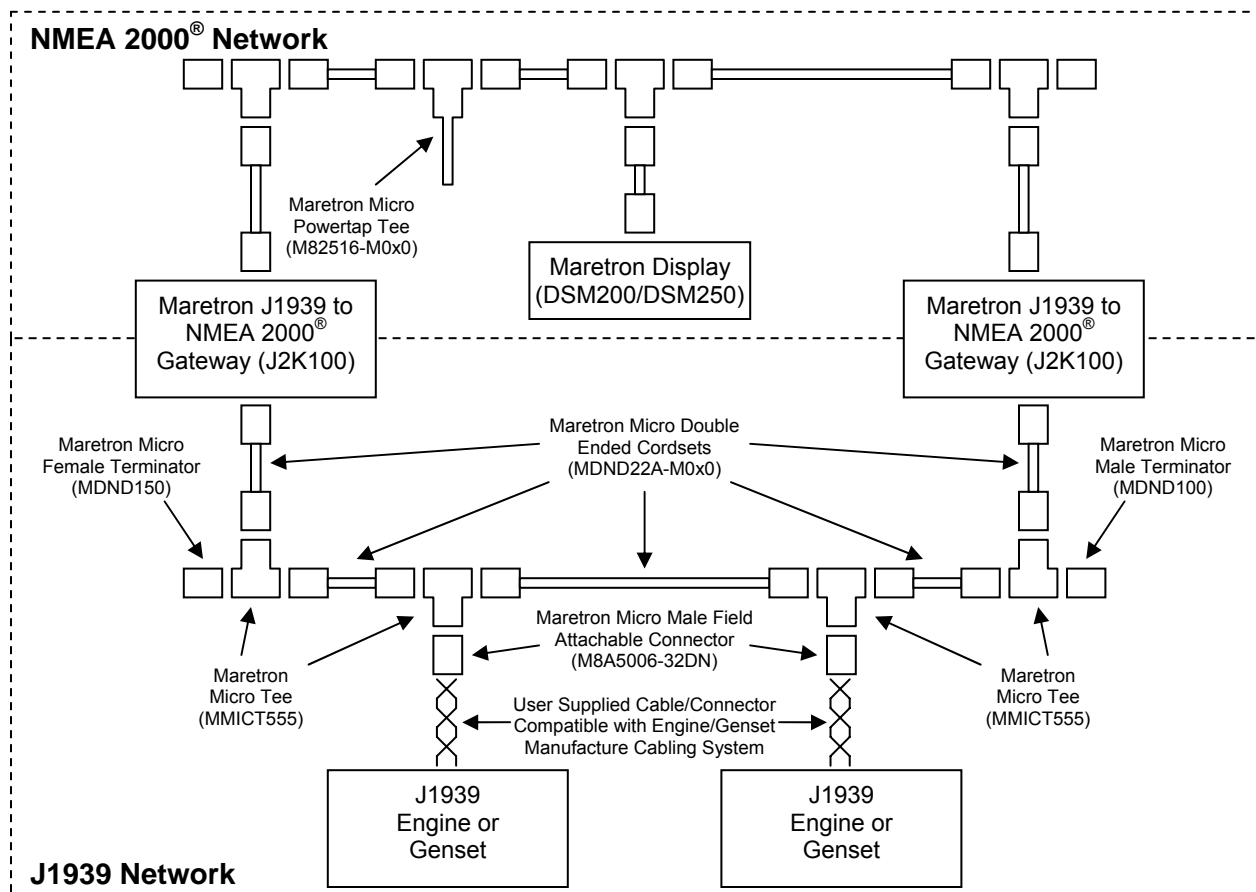 NMEA 2000® Network
Maretron Micro
Powertap Tee
(M82516-M0x0)
Maretron Display
(DSM200/DSM250)
Maretron J1939 to
NMEA 2000®
Gateway (J2K100)
Maretron J1939 to
NMEA 2000®
Gateway (J2K100)
Maretron Micro
Female Terminator
(MDND150)
Maretron Micro Double
Ended Cordsets
(MDND22A-M0x0)
Maretron Micro
Male Terminator
(MDND100)
Maretron Micro Male Field
Attachable Connector
(M8A5006-32DN)
Maretron
Micro Tee
(MMICT555)
Maretron
Micro Tee
(MMICT555)
User Supplied Cable/Connector
Compatible with Engine/Genset
Manufacture Cabling System
J1939
Engine or
Genset
J1939
Engine or
Genset
J1939 Network